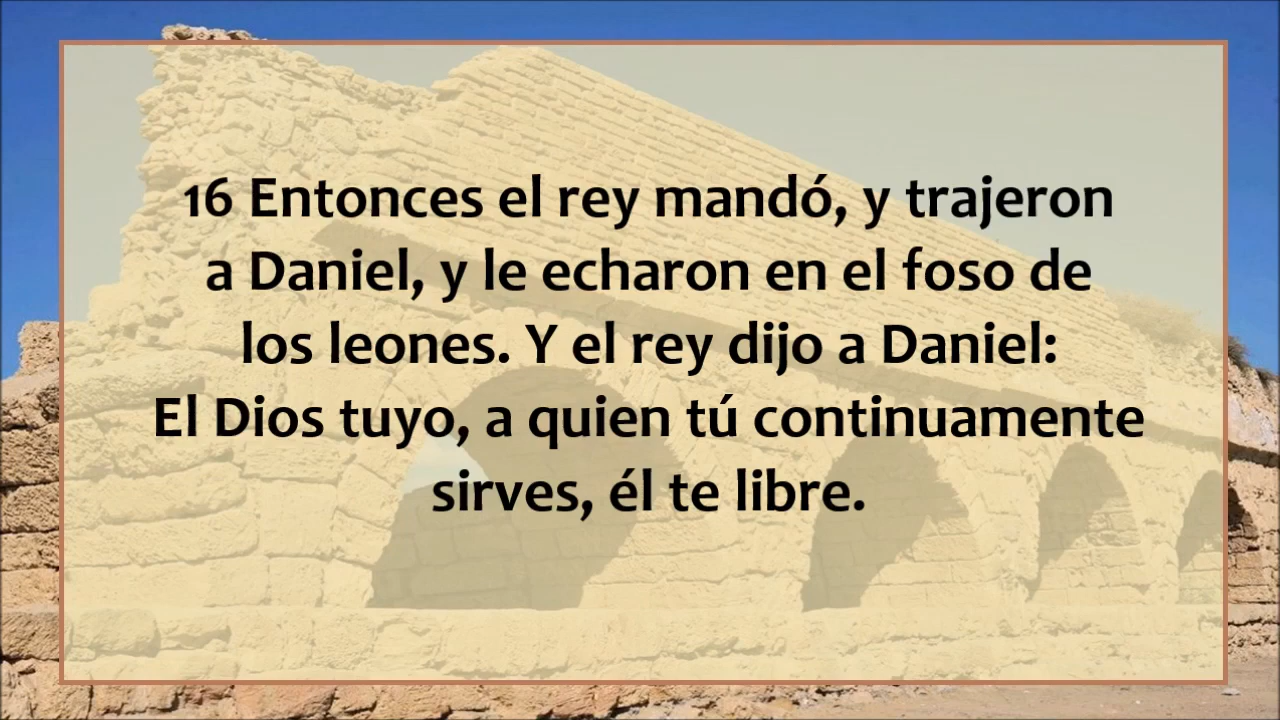 16 Entonces el rey mandó, y trajeron
a Daniel, y le echaron en el foso de
los leones. Y el rey dijo a Daniel:
El Dios tuyo, a quien tú continuamente
sirves, él te libre.